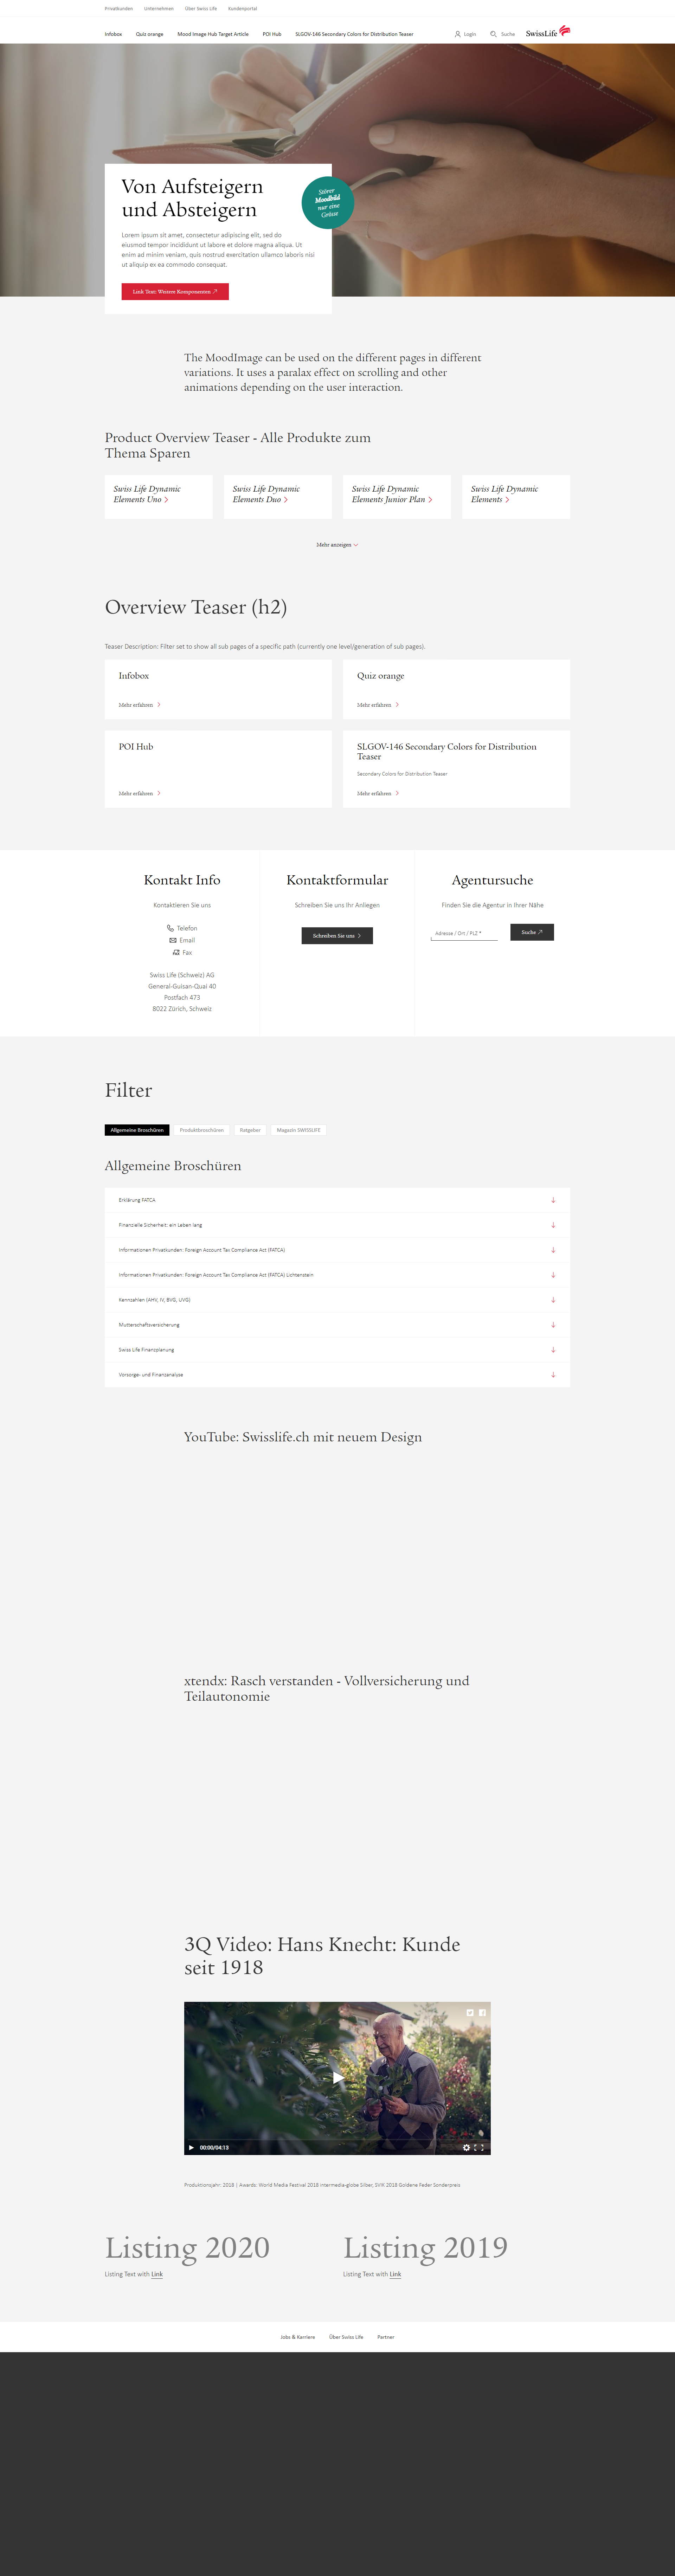 Privatkunden Unternehmen Über Swiss Life Kundenportal
Infobox Quiz orange Mood Image Hub Target Article POI Hub SLGOV-146 Secondary Colors for Distribution Teaser Login Suche SwissLife
Von Aufsteigern
und Absteigern
Störer
Moodbild
nur eine
Grösse
Lorem ipsum sit amet, consectetur adipiscing elit, sed do
eiusmod tempor incididunt ut labore et dolore magna aliqua. Ut
enim ad minim veniam, quis nostrud exercitation ullamco laboris nisi
ut aliquip ex ea commodo consequat.
Link Text: Weitere Komponenten
The MoodImage can be used on the different pages in different
variations. It uses a paralax effect on scrolling and other
animations depending on the user interaction.
Product Overview Teaser - Alle Produkte zum
Thema Sparen
Swiss Life Dynamic
Elements Uno
Swiss Life Dynamic
Elements Duo
Swiss Life Dynamic
Elements Junior Plan
Swiss Life Dynamic
Elements
Mehr anzeigen
Overview Teaser (h2)
Teaser Description: Filter set to show all sub pages of a specific path (currently one level/generation of sub pages).
Infobox
Mehr erfahren
Quiz orange
Mehr erfahren
POI Hub
Mehr erfahren
SLGOV-146 Secondary Colors for Distribution
Teaser
Secondary Colors for Distribution Teaser
Mehr erfahren
Kontakt Info
Kontaktieren Sie uns
Telefon
Email
Fax
Swiss Life (Schweiz) AG
General-Guisan-Quai 40
Postfach 473
8022 Zürich, Schweiz
Kontaktformular
Schreiben Sie uns Ihr Anliegen
Schreiben Sie uns
Agentursuche
Finden Sie die Agentur in Ihrer Nähe
Adresse / Ort / PLZ *
Suche
Filter
Allgemeine Broschüren Produktbroschüren Ratgeber Magazin SWISSLIFE
Allgemeine Broschüren
Erklärung FATCA
Finanzielle Sicherheit: ein Leben lang
Informationen Privatkunden: Foreign Account Tax Compliance Act (FATCA)
Informationen Privatkunden: Foreign Account Tax Compliance Act (FATCA) Lichtenstein
Kennzahlen (AHV, IV, BVG, UVG)
Mutterschaftsversicherung
Swiss Life Finanzplanung
Vorsorge- und Finanzanalyse
YouTube: Swisslife.ch mit neuem Design
xtendx: Rasch verstanden - Vollversicherung und
Teilautonomie
3Q Video: Hans Knecht: Kunde
seit 1918
00:00/04:13
Produktionsjahr: 2018 | Awards: World Media Festival 2018 intermedia-globe Silber, SVIK 2018 Goldene Feder Sonderpreis
Listing 2020
Listing Text with Link
Listing 2019
Listing Text with Link
Jobs & Karriere Über Swiss Life Partner